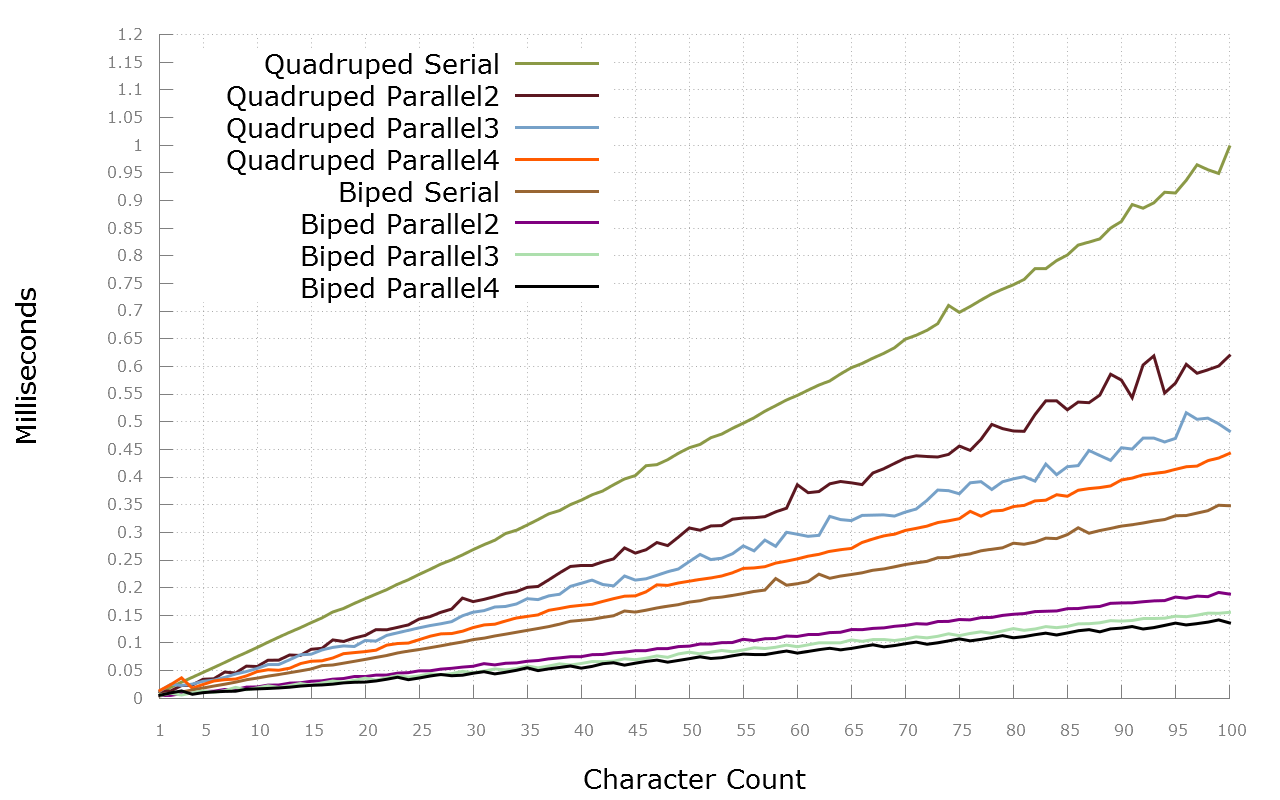 1.2
1.15
1.1
1.05
1
0.95
0.9
0.85
0.8
0.75
0.7
0.65
0.6
0.55
0.5
0.45
0.4
0.35
0.3
0.25
0.2
0.15
0.1
0.05
0
Quadruped Serial
Quadruped Parallel2
Quadruped Parallel3
Quadruped Parallel4
Biped Serial
Biped Parallel2
Biped Parallel3
Biped Parallel4
Milliseconds
1 5 10 15 20 25 30 35 40 45 50 55 60 65 70 75 80 85 90 95 100
Character Count